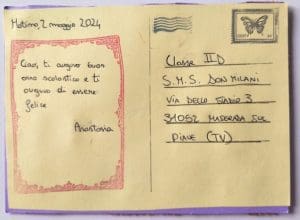 Matino, 2 maggio 2024
Ciao, ti auguro buon
anno scolastico e ti
auguro di essere
felice
Anastasia
Classe II D
S.M.S. DON MILANI
VIA DELLO STADIO 3
31052 MASERADA SUL
PIAVE (TV)